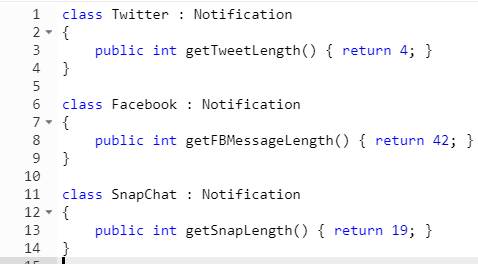 1 class Twitter : Notification
2 {
3     public int getTweetLength() { return 4; }
4 }
5
6 class Facebook : Notification
7 {
8     public int getFBMessageLength() { return 42; }
9 }
10
11 class SnapChat : Notification
12 {
13     public int getSnapLength() { return 19; }
14 }
15